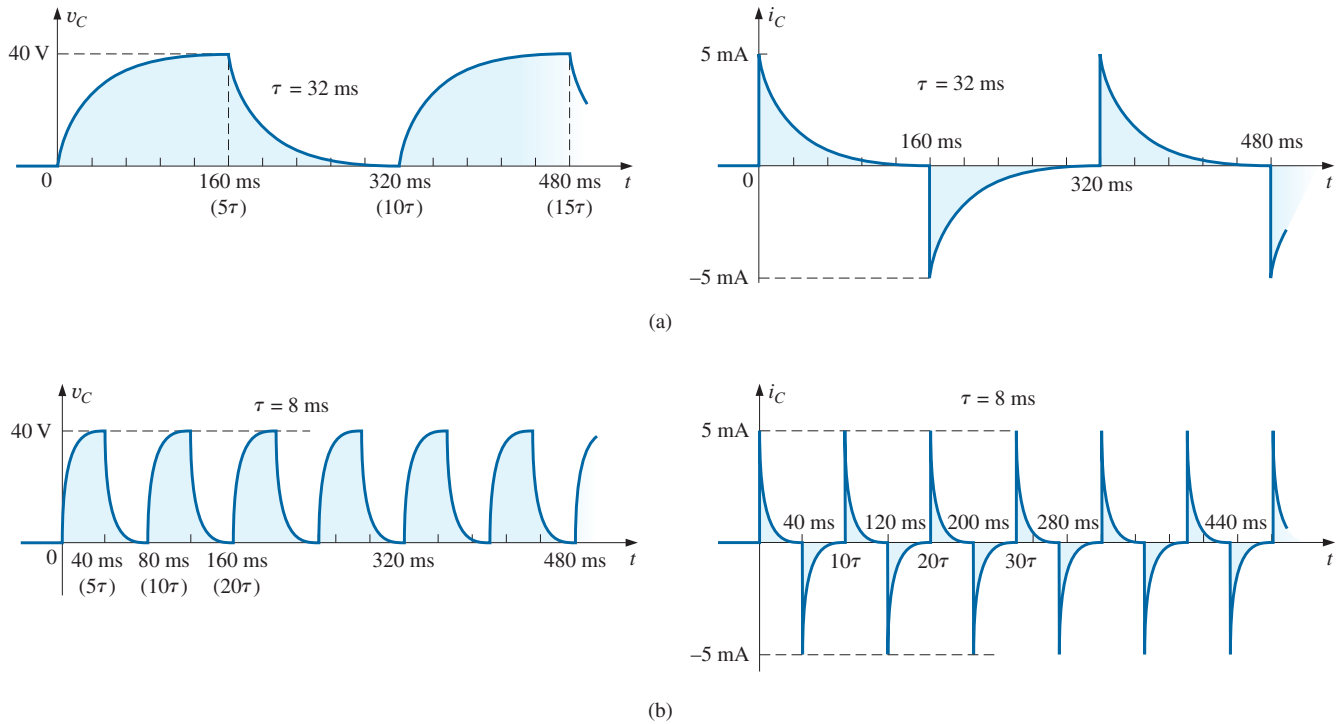 v_C
40 V
τ = 32 ms
0
160 ms
320 ms
480 ms
t
(5τ)
(10τ)
(15τ)
i_C
5 mA
τ = 32 ms
160 ms
480 ms
0
320 ms
t
–5 mA
(a)
v_C
τ = 8 ms
40 V
0
40 ms
80 ms
160 ms
320 ms
480 ms
t
(5τ)
(10τ)
(20τ)
i_C
τ = 8 ms
5 mA
40 ms
120 ms
200 ms
280 ms
440 ms
10τ
20τ
30τ
t
–5 mA
(b)